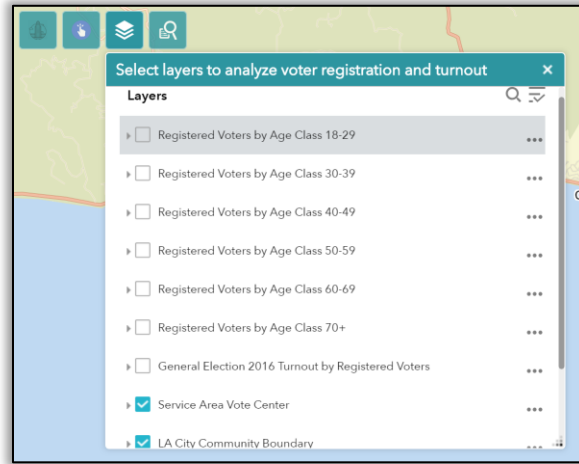 Select layers to analyze voter registration and turnout
Layers
Registered Voters by Age Class 18-29
Registered Voters by Age Class 30-39
Registered Voters by Age Class 40-49
Registered Voters by Age Class 50-59
Registered Voters by Age Class 60-69
Registered Voters by Age Class 70+
General Election 2016 Turnout by Registered Voters
Service Area Vote Center
LA City Community Boundary